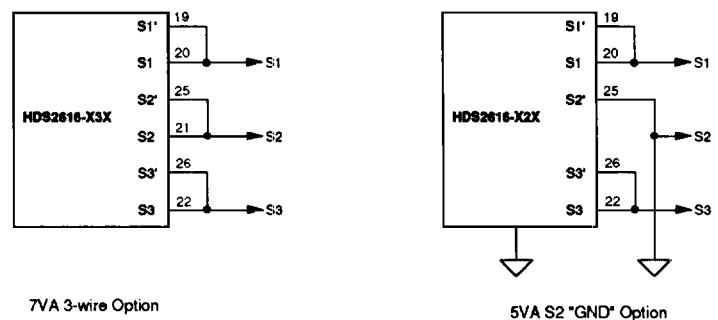 S1' 19
S1 20 S1
S2' 25
HDS2616-X3X
S2 21 S2
S3' 26
S3 22 S3
7VA 3-wire Option
S1' 19
S1 20 S1
S2' 25
HDS2616-X2X
S2
S3' 26
S3 22 S3
5VA S2 "GND" Option